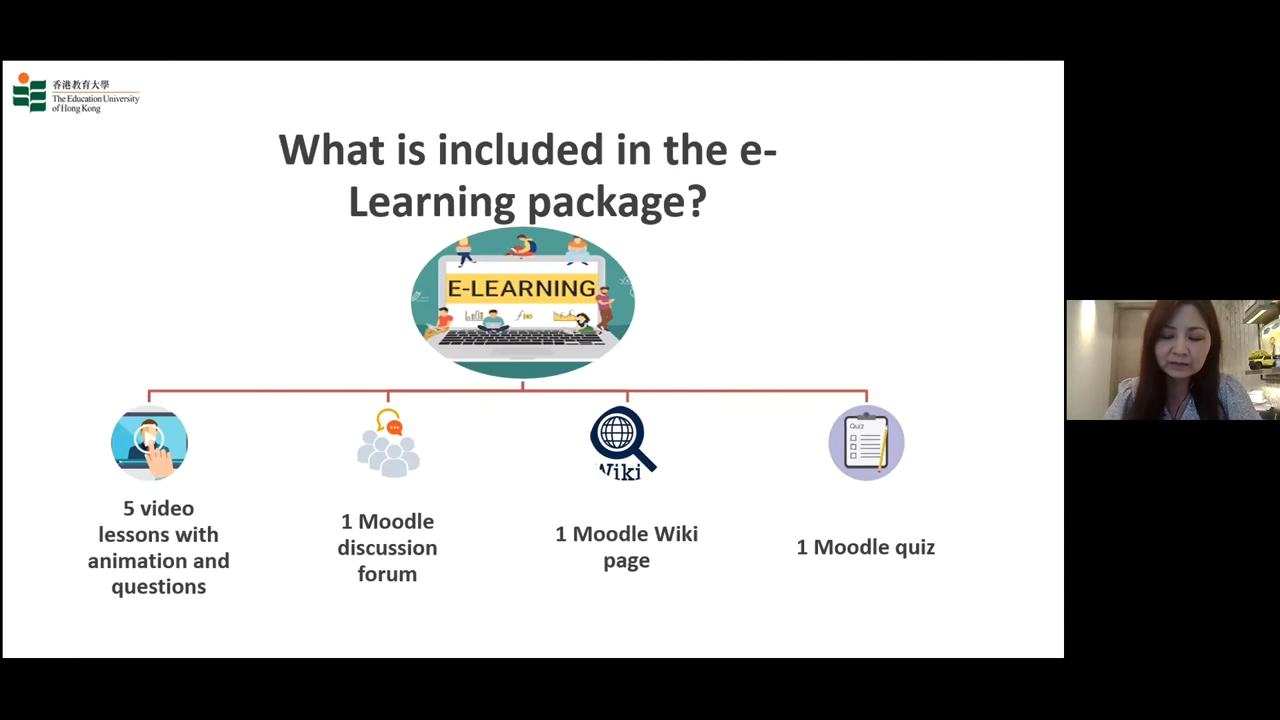 香港教育大學
The Education University
of Hong Kong
What is included in the e-
Learning package?
E-LEARNING
Wiki
Quiz
5 video
lessons with
animation and
questions
1 Moodle
discussion
forum
1 Moodle Wiki
page
1 Moodle quiz